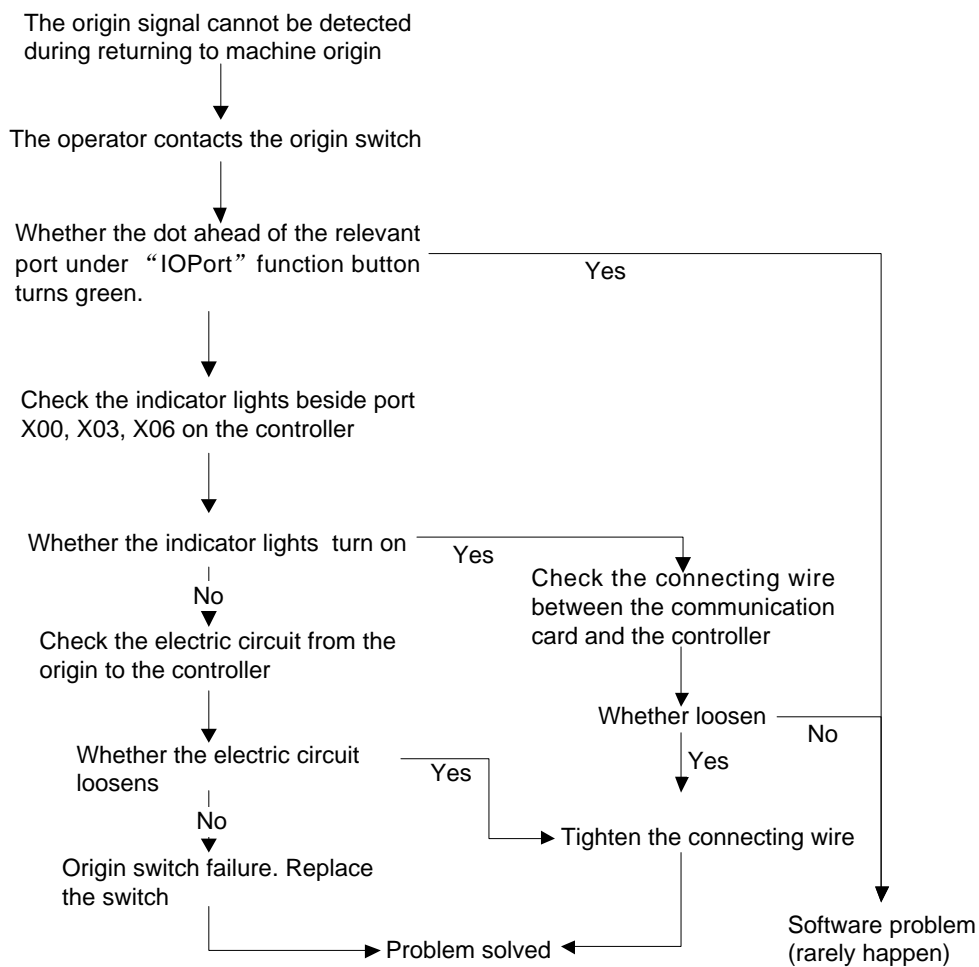 The origin signal cannot be detected
during returning to machine origin
The operator contacts the origin switch
Whether the dot ahead of the relevant
port under “IOPort” function button
turns green.
Yes
Check the indicator lights beside port
X00, X03, X06 on the controller
Whether the indicator lights turn on
Yes
No
Check the connecting wire
between the communication
card and the controller
Check the electric circuit from the
origin to the controller
Whether loosen
No
Yes
Whether the electric circuit
loosens
Yes
No
Tighten the connecting wire
Origin switch failure. Replace
the switch
Problem solved
Software problem
(rarely happen)